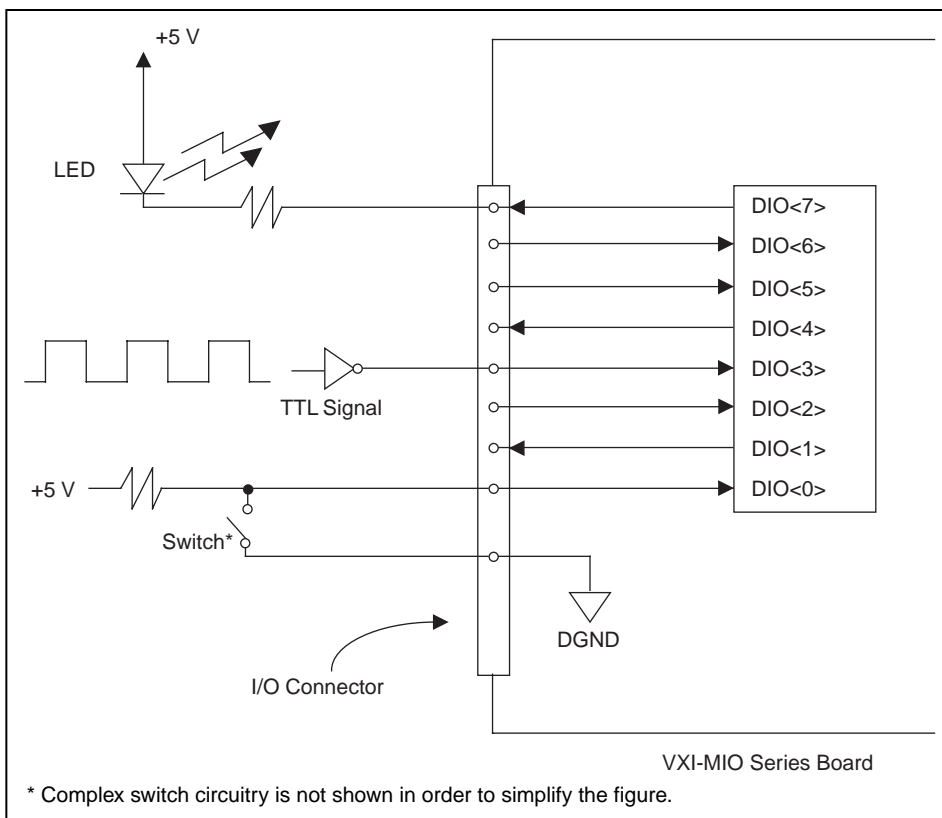 +5 V
LED
DIO<7>
DIO<6>
DIO<5>
DIO<4>
DIO<3>
TTL Signal
DIO<2>
DIO<1>
+5 V
DIO<0>
Switch*
DGND
I/O Connector
VXI-MIO Series Board
* Complex switch circuitry is not shown in order to simplify the figure.